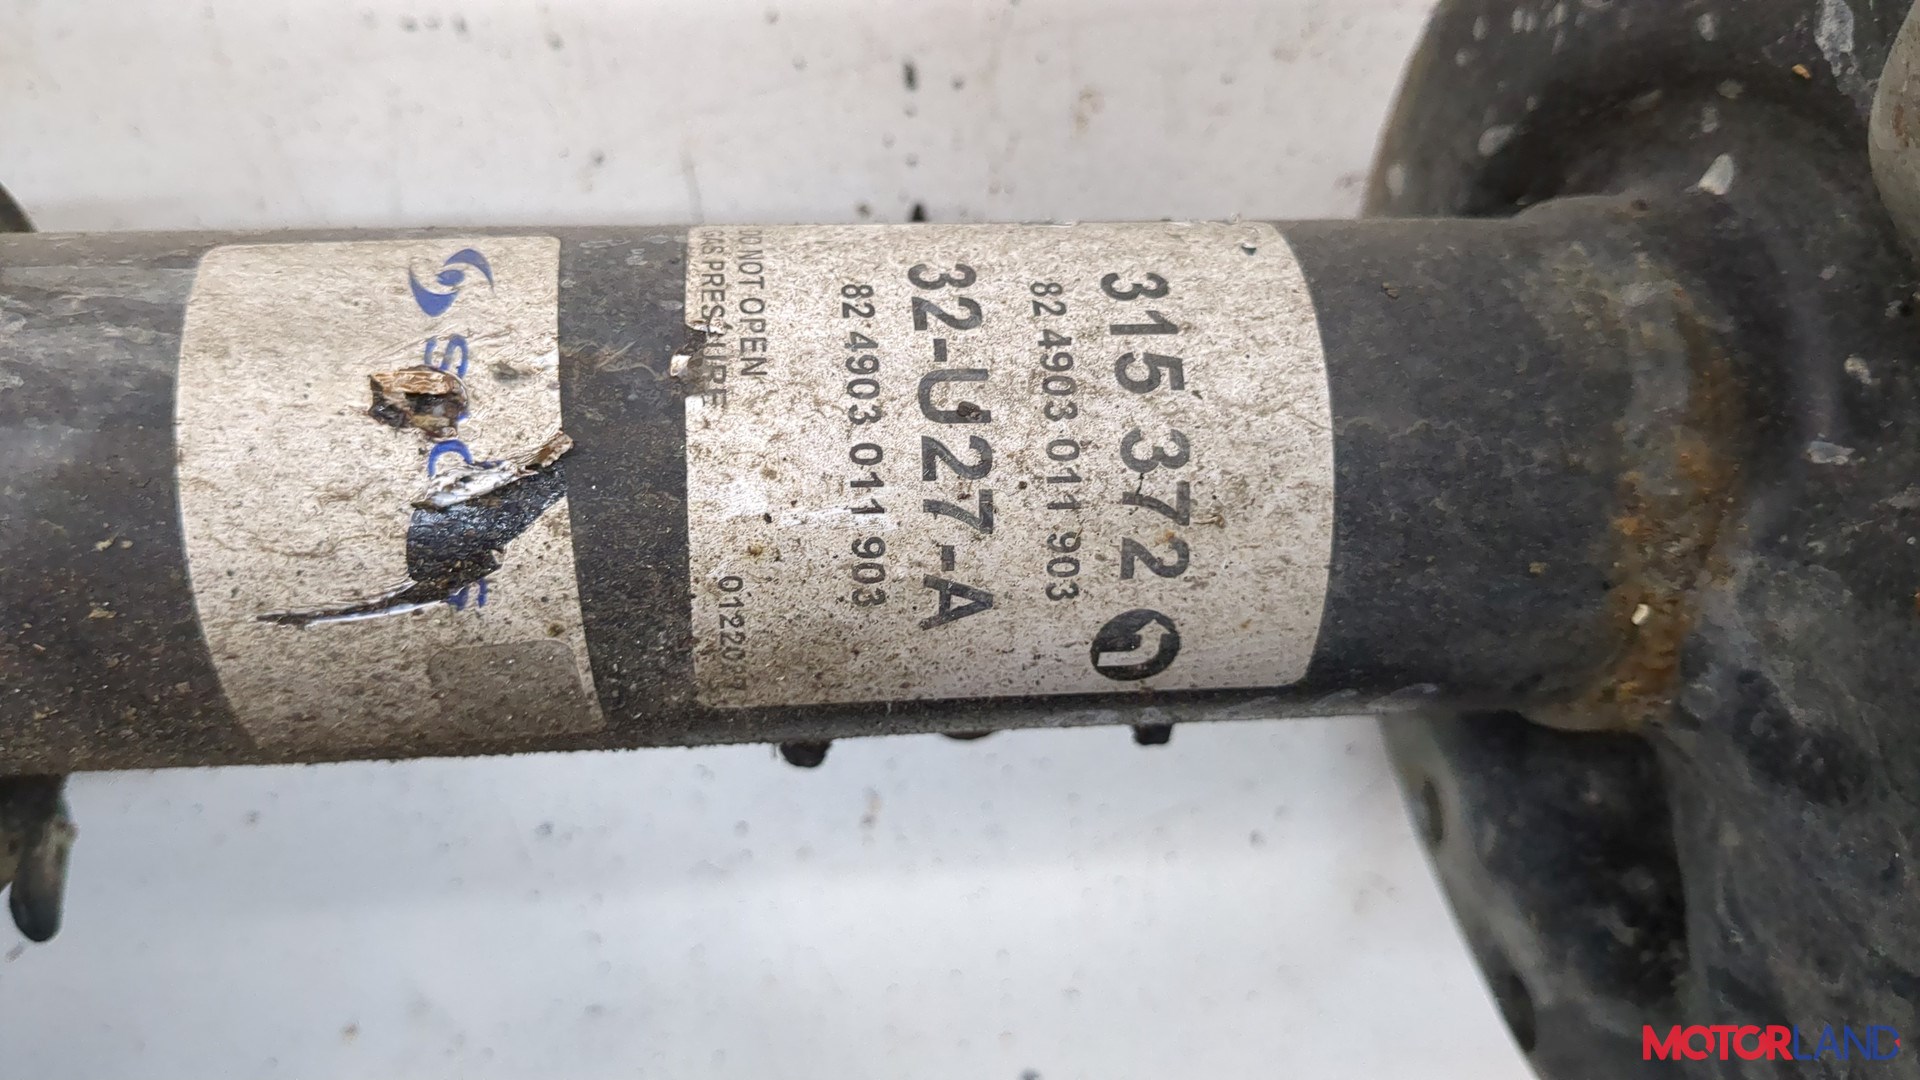 315 372
82 4903 011 903
32-U27-A
82 4903 011 903
DO NOT OPEN
GAS PRESSURE
MOTORLAND